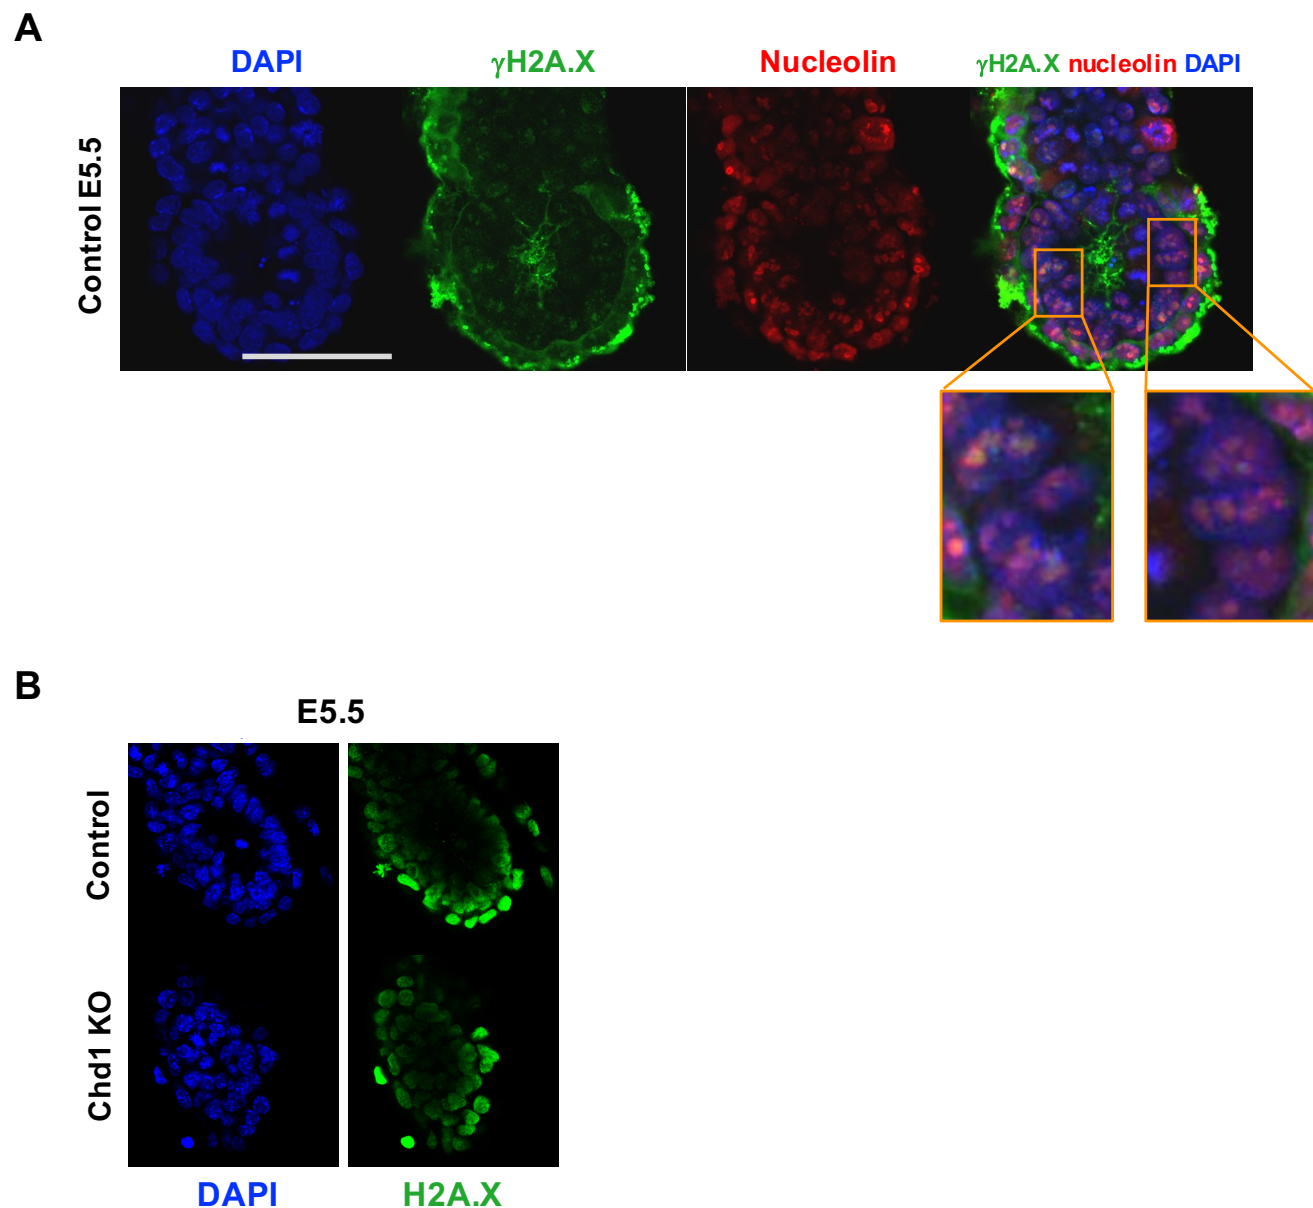 A
DAPI
γH2A.X
Nucleolin
γH2A.X nucleolin DAPI
Control E5.5
B
E5.5
Control
Chd1 KO
DAPI
H2A.X